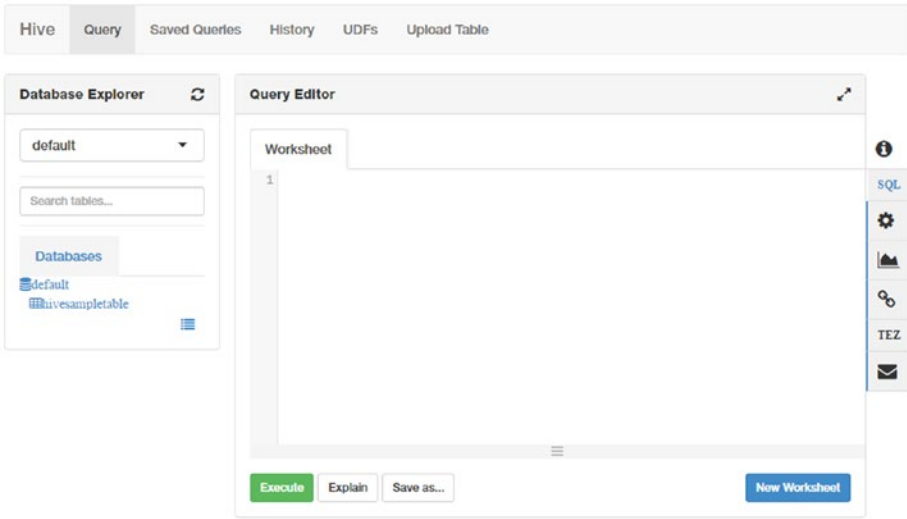 Hive Query Saved Queries History UDFs Upload Table
Database Explorer
default
Search tables...
Databases
default
hivesampletable
Query Editor
Worksheet
1
Execute Explain Save as... New Worksheet
SQL
TEZ